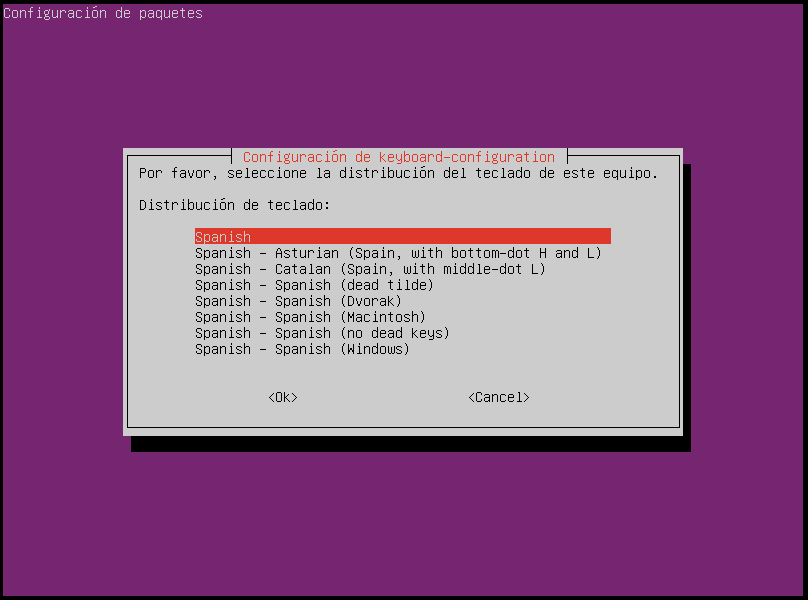 Configuración de paquetes
Configuración de keyboard-configuration
Por favor, seleccione la distribución del teclado de este equipo.
Distribución de teclado:
Spanish
Spanish - Asturian (Spain, with bottom-dot H and L)
Spanish - Catalan (Spain, with middle-dot L)
Spanish - Spanish (dead tilde)
Spanish - Spanish (Dvorak)
Spanish - Spanish (Macintosh)
Spanish - Spanish (no dead keys)
Spanish - Spanish (Windows)
<Ok> <Cancel>